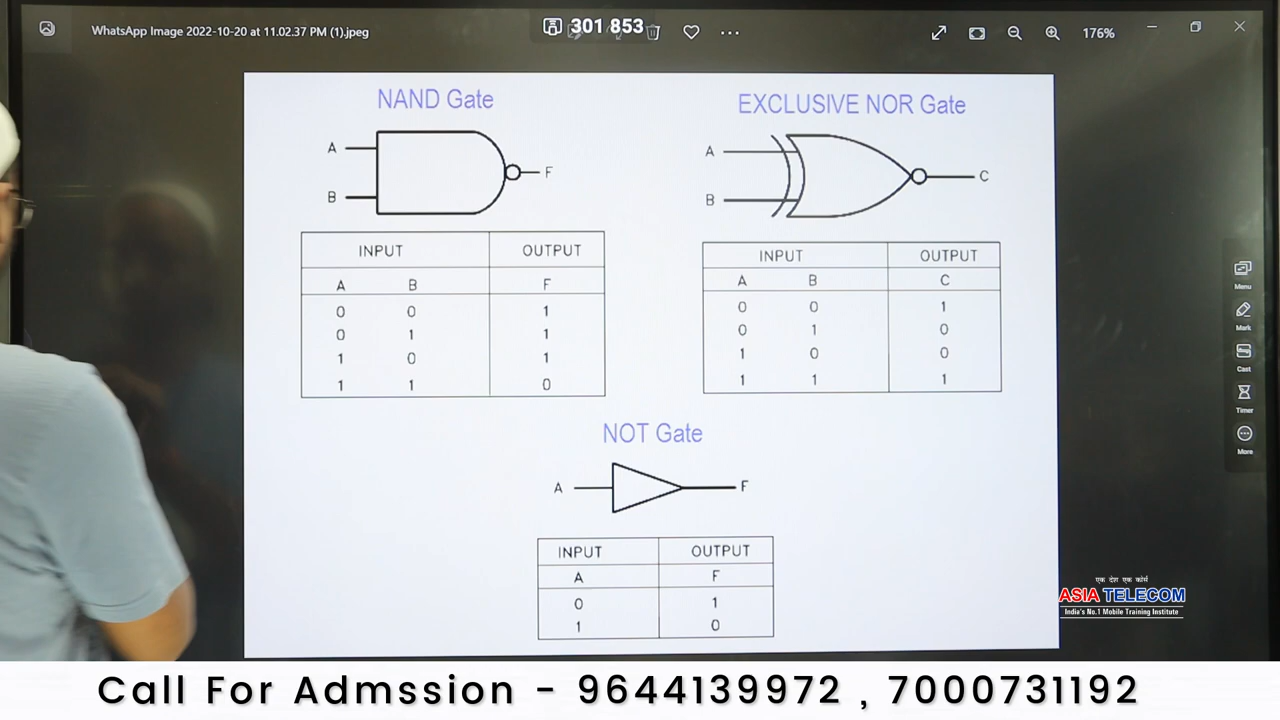 WhatsApp Image 2022-10-20 at 11.02.37 PM (1).jpeg
301 853
176%
NAND Gate
A
B
F
INPUT OUTPUT
A B F
0 0 1
0 1 1
1 0 1
1 1 0
EXCLUSIVE NOR Gate
A
B
C
INPUT OUTPUT
A B C
0 0 1
0 1 0
1 0 0
1 1 1
NOT Gate
A F
INPUT OUTPUT
A F
0 1
1 0
Menu
Mark
Cast
Timer
More
एक देश एक कोर्स
ASIA TELECOM
India's No.1 Mobile Training Institute
Call For Admssion - 9644139972 , 7000731192